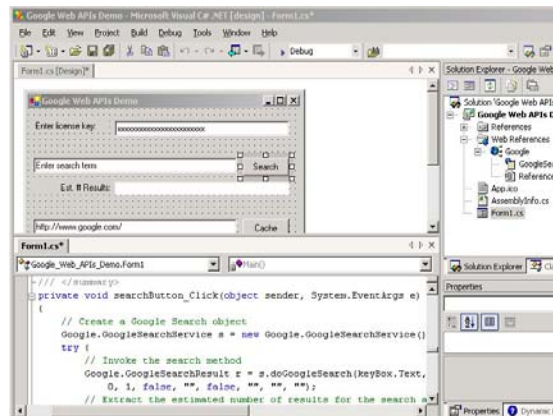 Google Web APIs Demo - Microsoft Visual C# .NET [design] - Form1.cs*
File Edit View Project Build Debug Tools Window Help
Debug
Form1.cs [Design]*
Google Web APIs Demo
Enter license key:
Enter search term
Search
Est. # Results:
http://www.google.com/
Cache
Solution Explorer - Google Web
Solution 'Google Web APIs
Google Web APIs D
References
Web References
Google
GoogleSea
Reference
App.ico
AssemblyInfo.cs
Form1.cs
Solution Explorer
Properties
Properties
Dynamic
Form1.cs*
Google_Web_APIs_Demo.Form1
Main()
/// </summary>
private void searchButton_Click(object sender, System.EventArgs e)
{
// Create a Google Search object
Google.GoogleSearchService s = new Google.GoogleSearchService()
try {
// Invoke the search method
Google.GoogleSearchResult r = s.doGoogleSearch(keyBox.Text,
0, 1, false, "", false, "", "", "");
// Extract the estimated number of results for the search